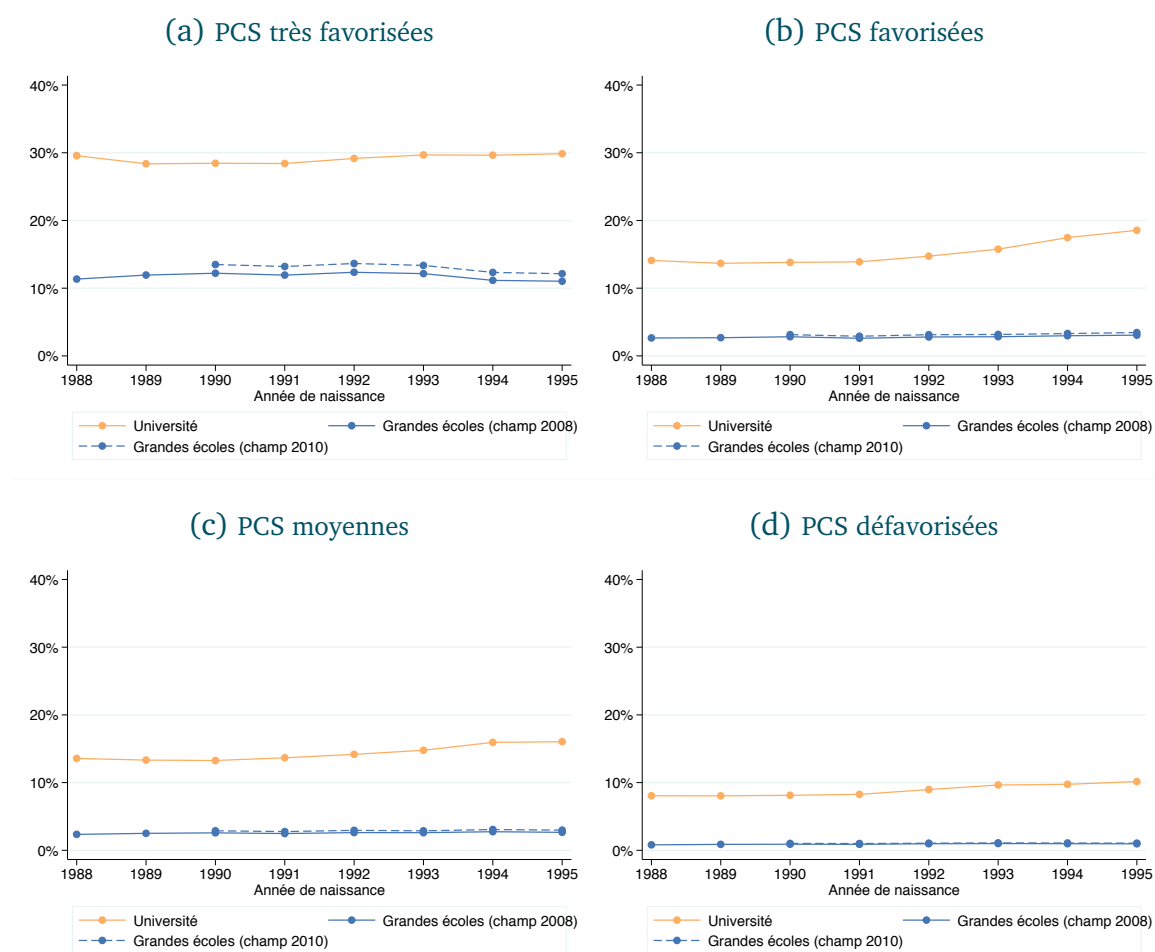 (a) PCS très favorisées
40%
30%
20%
10%
0%
1988 1989 1990 1991 1992 1993 1994 1995
Année de naissance
Université Grandes écoles (champ 2008)
Grandes écoles (champ 2010)
(b) PCS favorisées
40%
30%
20%
10%
0%
1988 1989 1990 1991 1992 1993 1994 1995
Année de naissance
Université Grandes écoles (champ 2008)
Grandes écoles (champ 2010)
(c) PCS moyennes
40%
30%
20%
10%
0%
1988 1989 1990 1991 1992 1993 1994 1995
Année de naissance
Université Grandes écoles (champ 2008)
Grandes écoles (champ 2010)
(d) PCS défavorisées
40%
30%
20%
10%
0%
1988 1989 1990 1991 1992 1993 1994 1995
Année de naissance
Université Grandes écoles (champ 2008)
Grandes écoles (champ 2010)